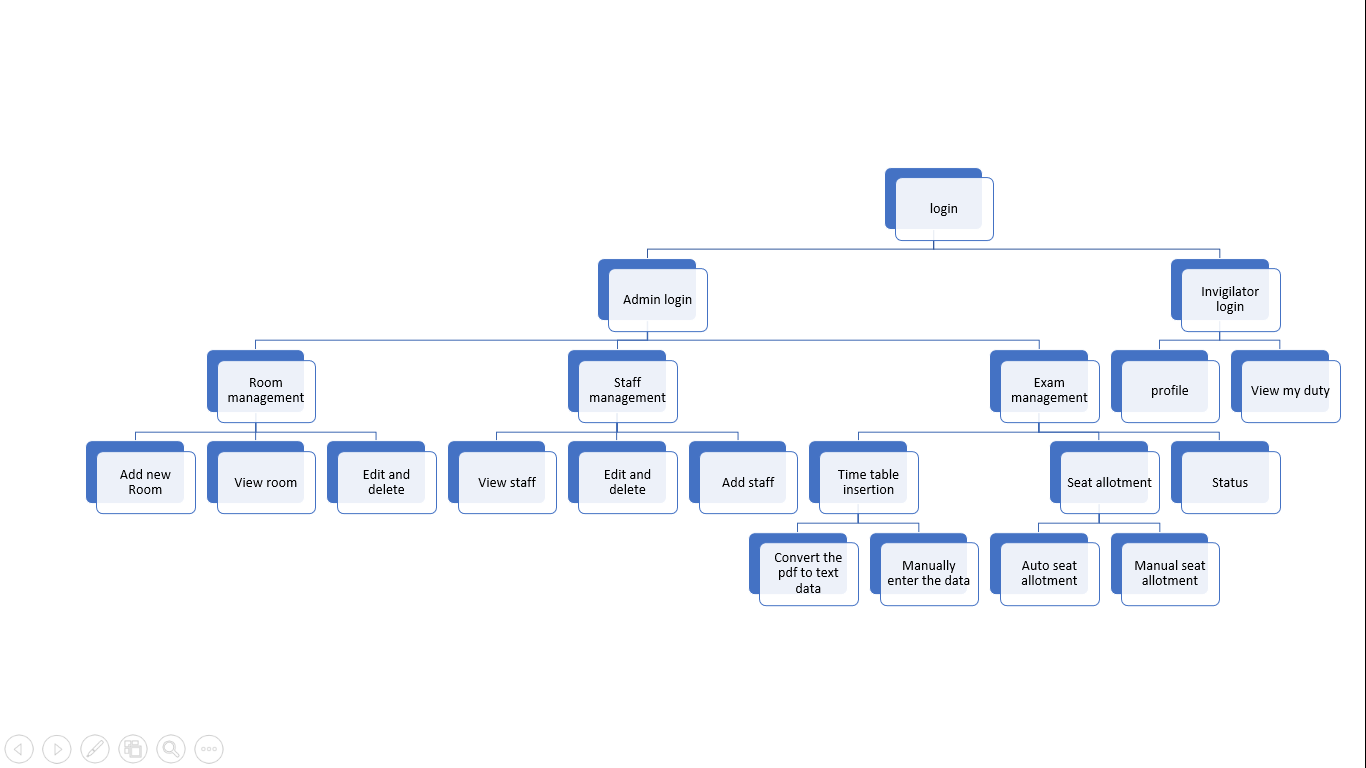 login
Admin login
Invigilator
login
Room
management
Staff
management
Exam
management
profile
View my duty
Add new
Room
View room
Edit and
delete
View staff
Edit and
delete
Add staff
Time table
insertion
Seat allotment
Status
Convert the
pdf to text
data
Manually
enter the data
Auto seat
allotment
Manual seat
allotment